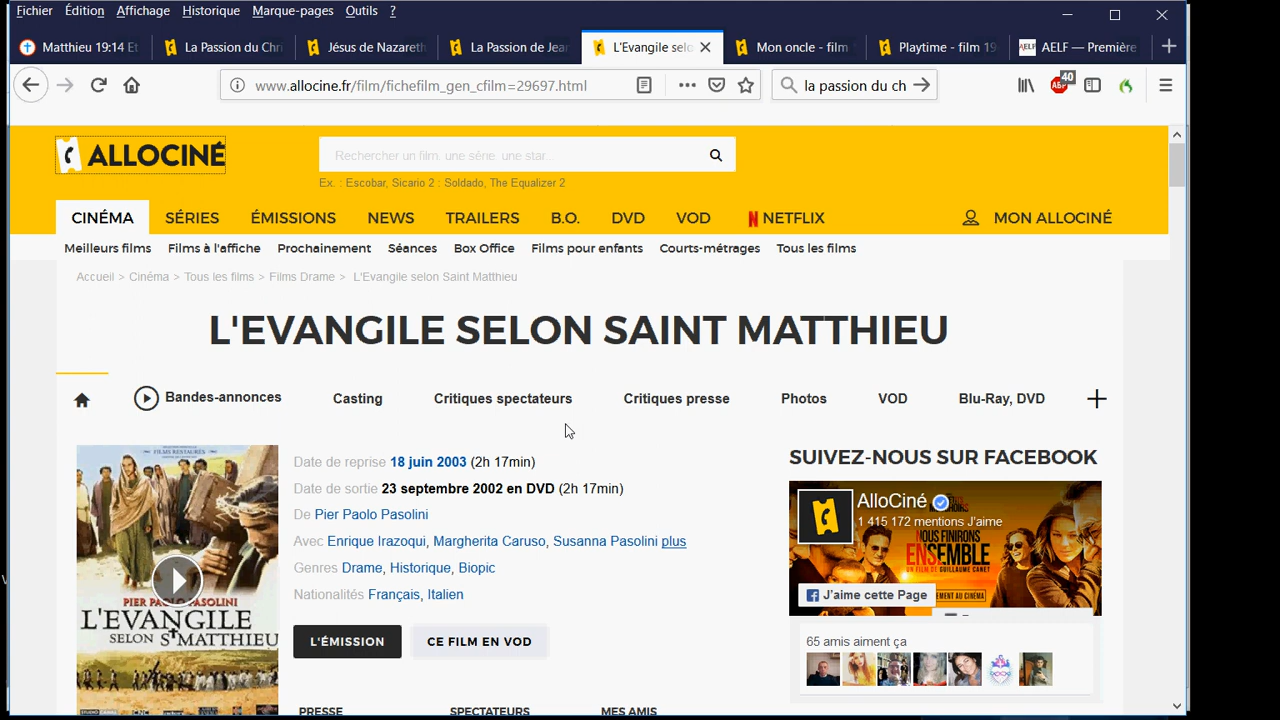 Fichier Édition Affichage Historique Marque-pages Outils ?
Matthieu 19:14 Et
La Passion du Chri
Jésus de Nazareth
La Passion de Jean
L'Evangile selo
Mon oncle - film
Playtime - film 19
AELF AELF — Première
www.allocine.fr/film/fichefilm_gen_cfilm=29697.html
la passion du ch
ABP 40
ALLOCINÉ
Rechercher un film, une série, une star...
Ex. : Escobar, Sicario 2 : Soldado, The Equalizer 2
CINÉMA SÉRIES ÉMISSIONS NEWS TRAILERS B.O. DVD VOD N NETFLIX MON ALLOCINÉ
Meilleurs films Films à l'affiche Prochainement Séances Box Office Films pour enfants Courts-métrages Tous les films
Accueil > Cinéma > Tous les films > Films Drame > L'Evangile selon Saint Matthieu
L'EVANGILE SELON SAINT MATTHIEU
Bandes-annonces Casting Critiques spectateurs Critiques presse Photos VOD Blu-Ray, DVD
FILMS RESTAURÉS
PIER PAOLO PASOLINI
L'EVANGILE
SELON ST MATTHIEU
Date de reprise 18 juin 2003 (2h 17min)
Date de sortie 23 septembre 2002 en DVD (2h 17min)
De Pier Paolo Pasolini
Avec Enrique Irazoqui, Margherita Caruso, Susanna Pasolini plus
Genres Drame, Historique, Biopic
Nationalités Français, Italien
L'ÉMISSION CE FILM EN VOD
PRESSE SPECTATEURS MES AMIS
SUIVEZ-NOUS SUR FACEBOOK
AlloCiné
1 415 172 mentions J'aime
NOUS FINIRONS
ENSEMBLE
UN FILM DE GUILLAUME CANET
J'aime cette Page
65 amis aiment ça